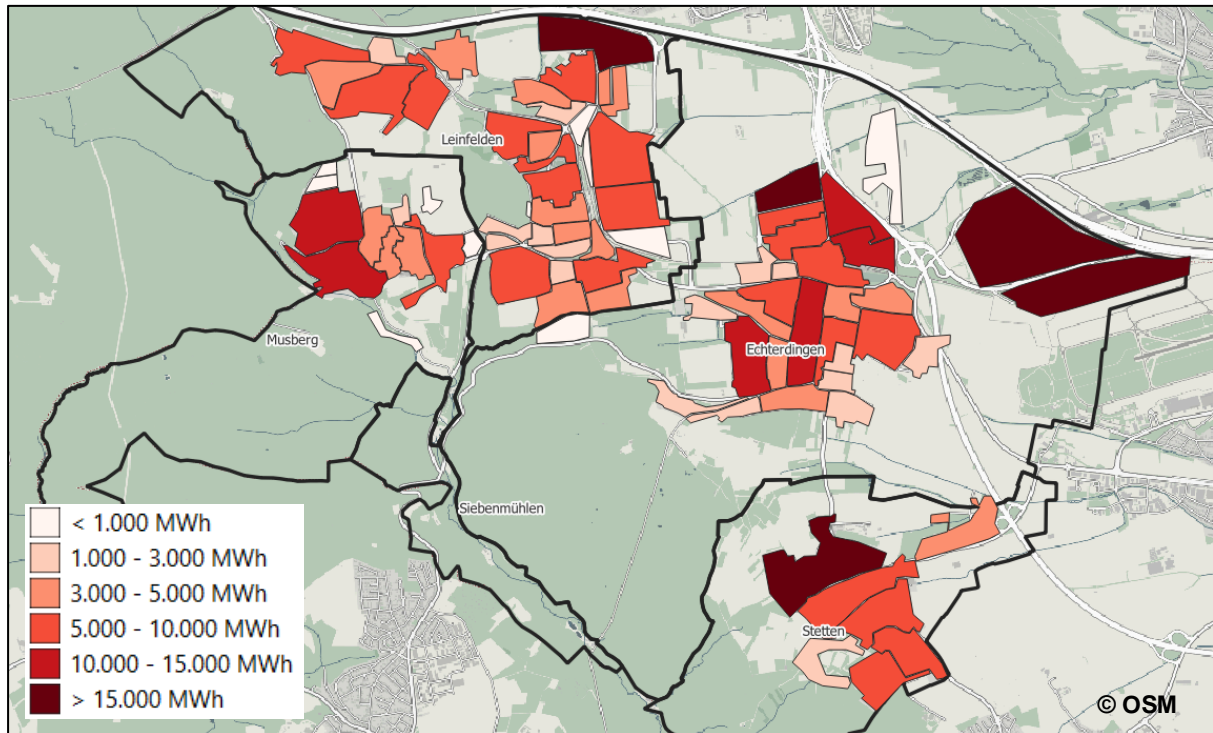 Leinfelden
Musberg
Echterdingen
Siebenmühlen
Stetten
< 1.000 MWh
1.000 - 3.000 MWh
3.000 - 5.000 MWh
5.000 - 10.000 MWh
10.000 - 15.000 MWh
> 15.000 MWh
© OSM